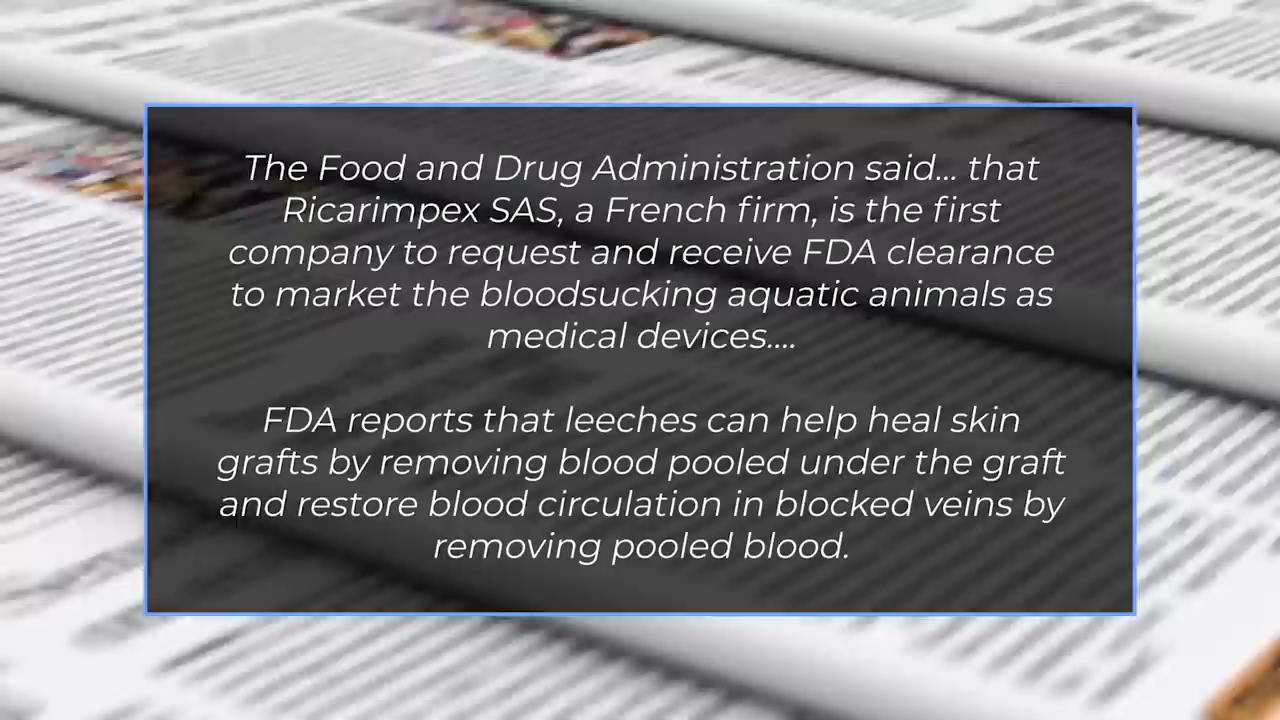 The Food and Drug Administration said... that
Ricarimpex SAS, a French firm, is the first
company to request and receive FDA clearance
to market the bloodsucking aquatic animals as
medical devices....
FDA reports that leeches can help heal skin
grafts by removing blood pooled under the graft
and restore blood circulation in blocked veins by
removing pooled blood.